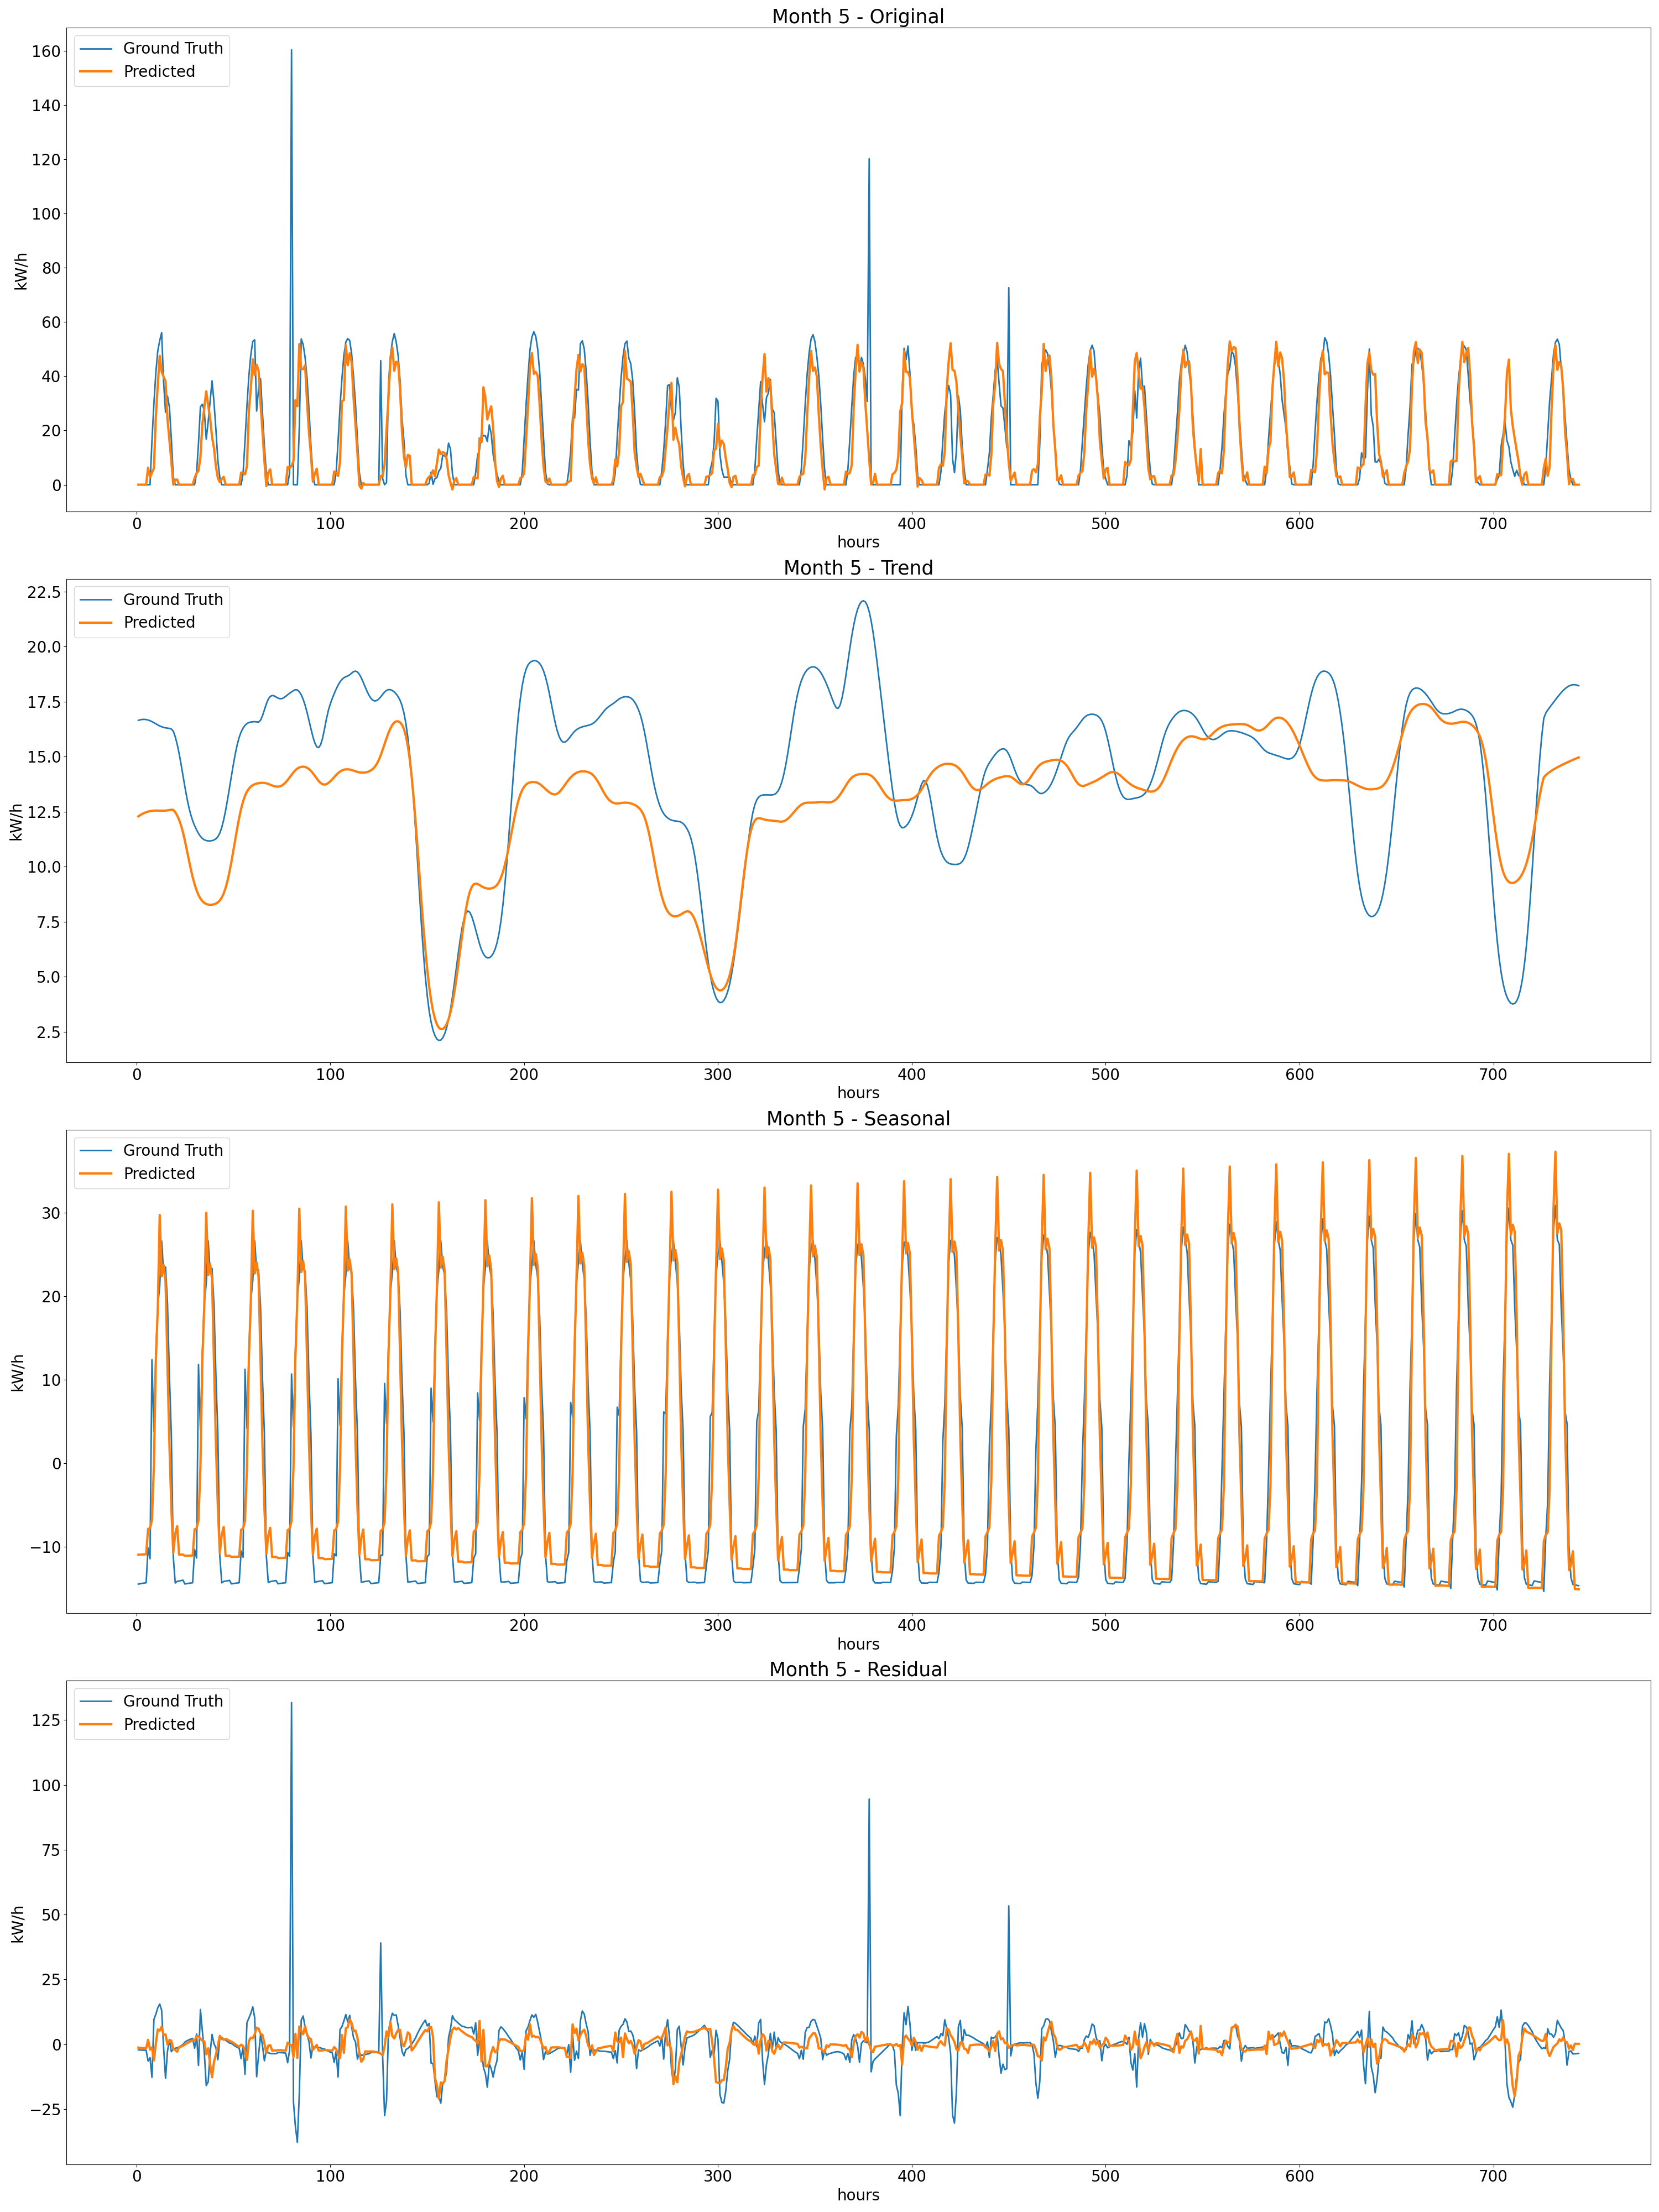 Month 5 - Original
Ground Truth
Predicted
160
140
120
100
80
60
40
20
0
kW/h
0 100 200 300 400 500 600 700
hours
Month 5 - Trend
Ground Truth
Predicted
22.5
20.0
17.5
15.0
12.5
10.0
7.5
5.0
2.5
kW/h
0 100 200 300 400 500 600 700
hours
Month 5 - Seasonal
Ground Truth
Predicted
30
20
10
0
−10
kW/h
0 100 200 300 400 500 600 700
hours
Month 5 - Residual
Ground Truth
Predicted
125
100
75
50
25
0
−25
kW/h
0 100 200 300 400 500 600 700
hours